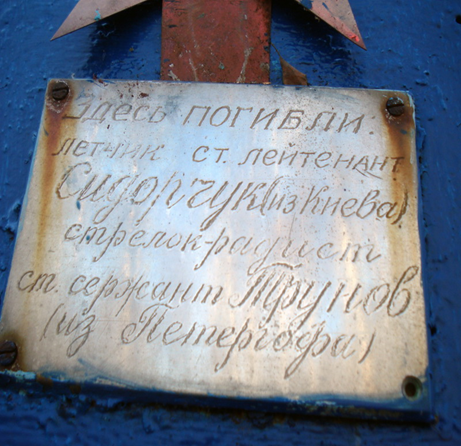 Здесь ПОГИБЛИ:
ЛЕТЧИК СТ. ЛЕЙТЕНАНТ
Сидорчук (из Киева)
стрелок-радист
ст. сержант Трунов
(из Петергофа)